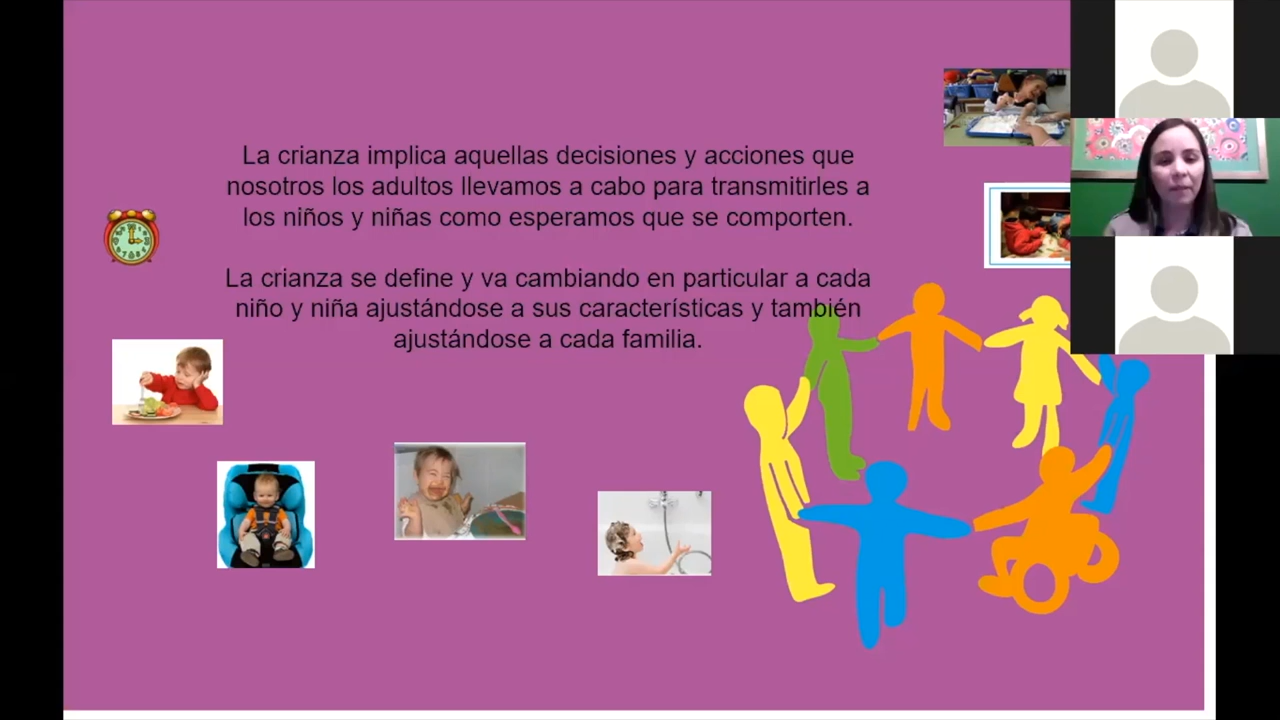 La crianza implica aquellas decisiones y acciones que
nosotros los adultos llevamos a cabo para transmitirles a
los niños y niñas como esperamos que se comporten.
La crianza se define y va cambiando en particular a cada
niño y niña ajustándose a sus características y también
ajustándose a cada familia.